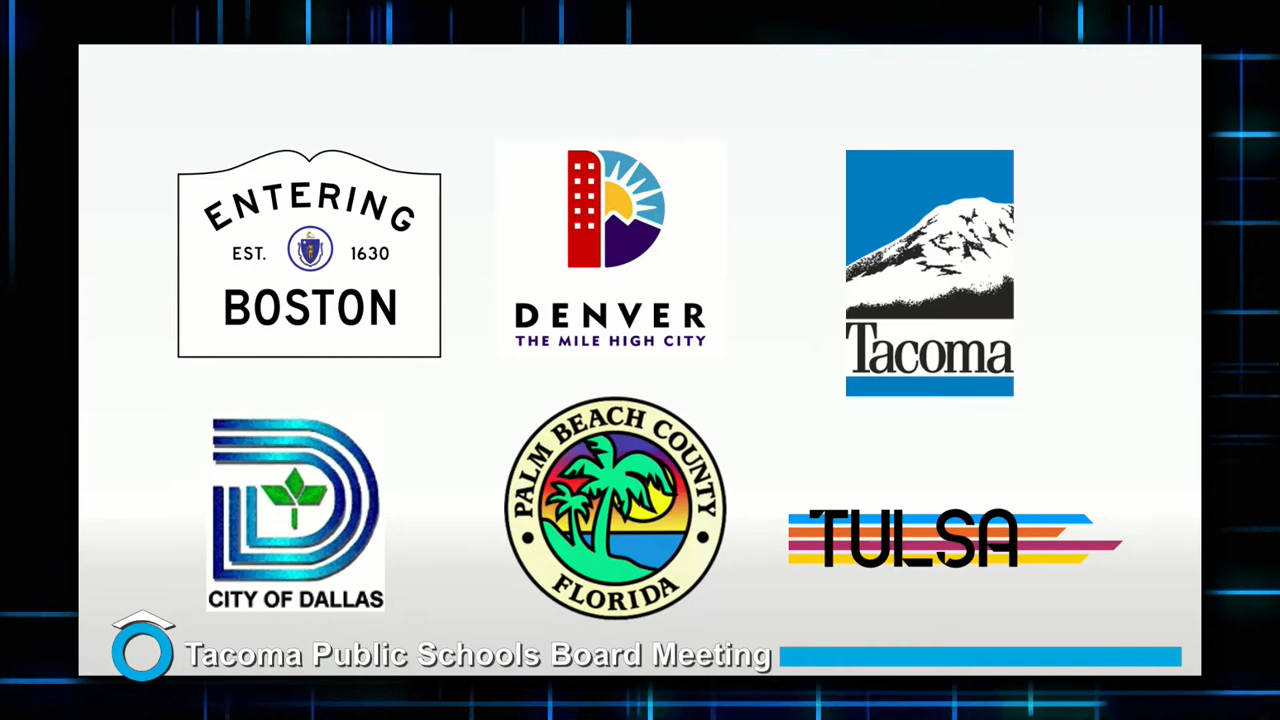 ENTERING
EST. 1630
BOSTON
DENVER
THE MILE HIGH CITY
Tacoma
CITY OF DALLAS
PALM BEACH COUNTY
FLORIDA
TULSA
Tacoma Public Schools Board Meeting